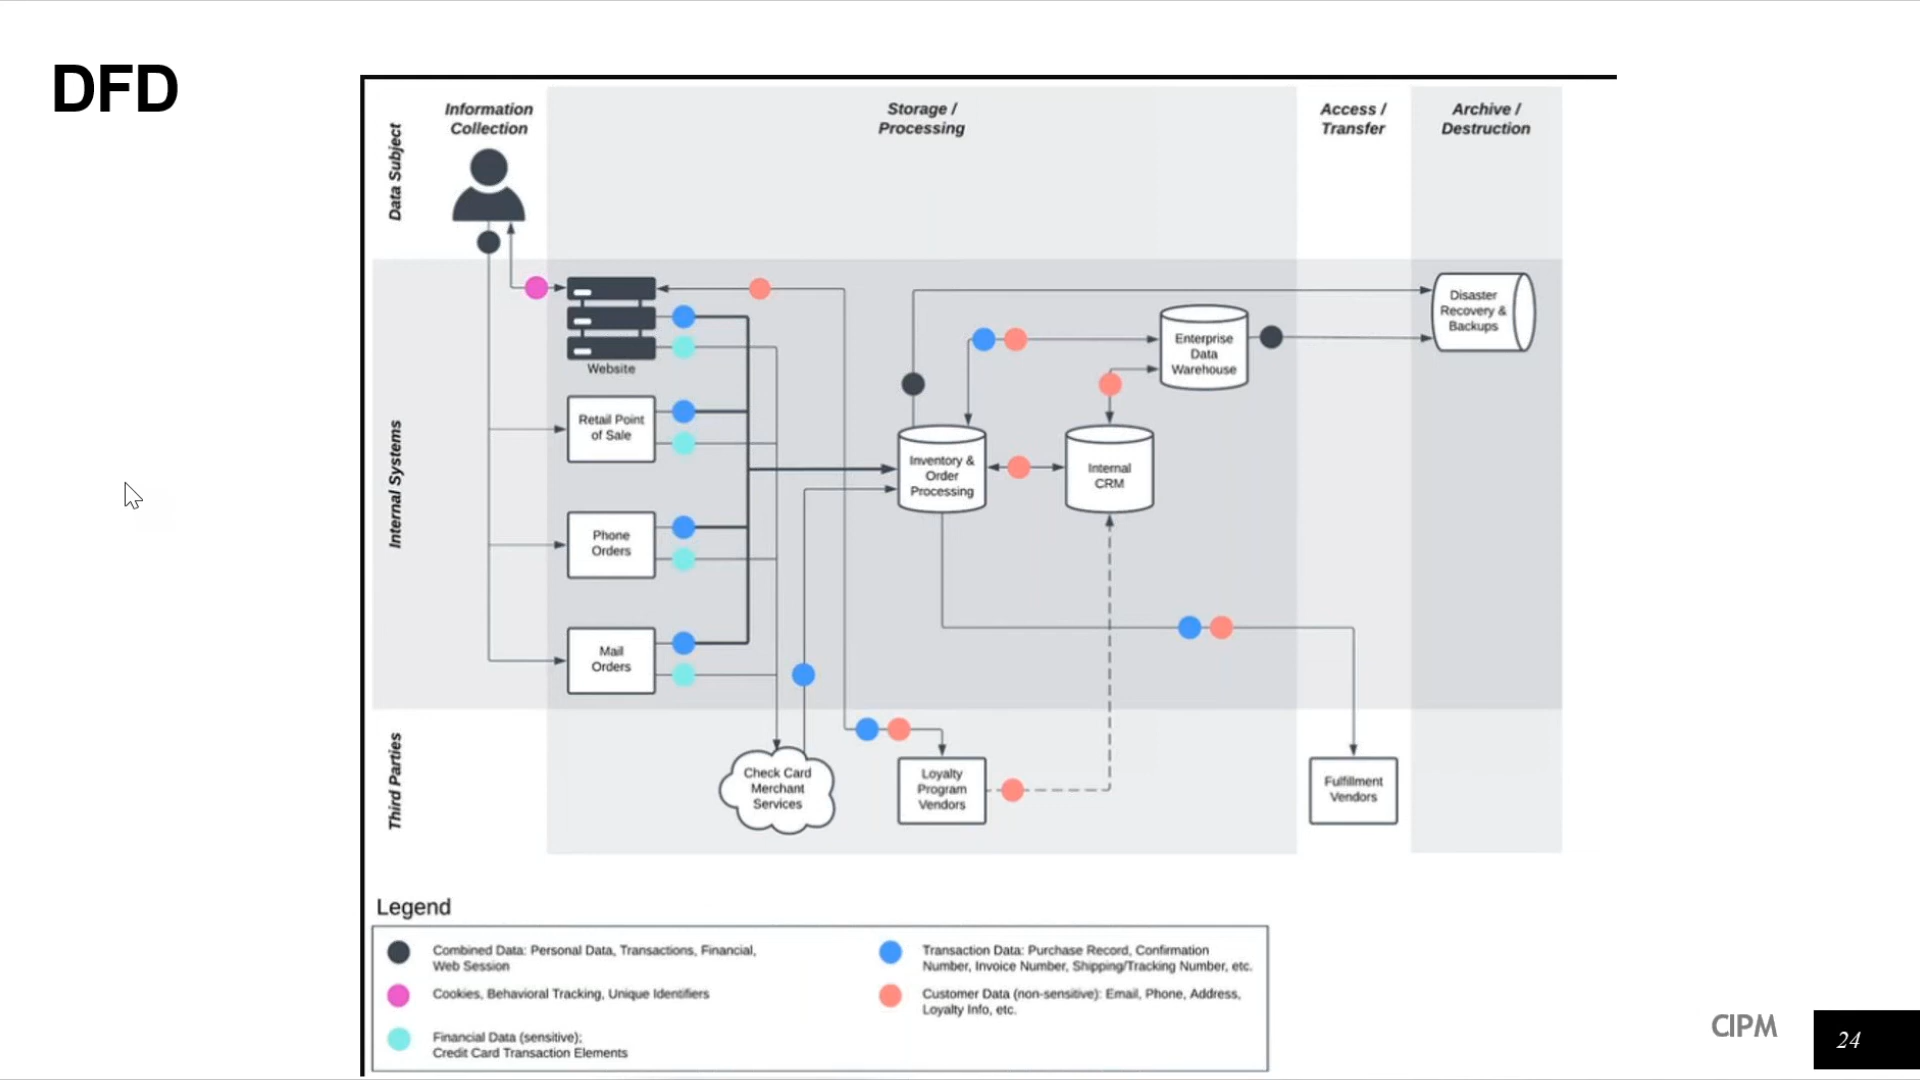 DFD
Information
Collection
Storage /
Processing
Access /
Transfer
Archive /
Destruction
Data Subject
Internal Systems
Third Parties
Website
Retail Point
of Sale
Phone
Orders
Mail
Orders
Inventory &
Order
Processing
Internal
CRM
Enterprise
Data
Warehouse
Disaster
Recovery &
Backups
Check Card
Merchant
Services
Loyalty
Program
Vendors
Fulfillment
Vendors
Legend
Combined Data: Personal Data, Transactions, Financial,
Web Session
Cookies, Behavioral Tracking, Unique Identifiers
Financial Data (sensitive);
Credit Card Transaction Elements
Transaction Data: Purchase Record, Confirmation
Number, Invoice Number, Shipping/Tracking Number, etc.
Customer Data (non-sensitive): Email, Phone, Address,
Loyalty Info, etc.
CIPM
24